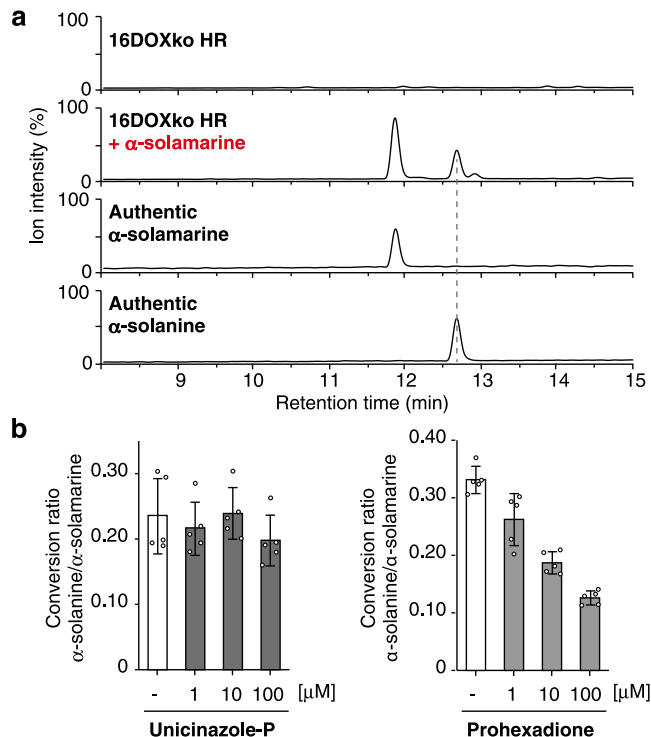 a
100
0
16DOXko HR
100
0
16DOXko HR
+ α-solamarine
100
0
Authentic
α-solamarine
100
0
Authentic
α-solanine
Ion intensity (%)
9 10 11 12 13 14 15
Retention time (min)
b
Conversion ratio
α-solanine/α-solamarine
0.30
0.20
0.10
0
- 1 10 100 [μM]
Unicinazole-P
Conversion ratio
α-solanine/α-solamarine
0.40
0.30
0.20
0.10
0
- 1 10 100 [μM]
Prohexadione